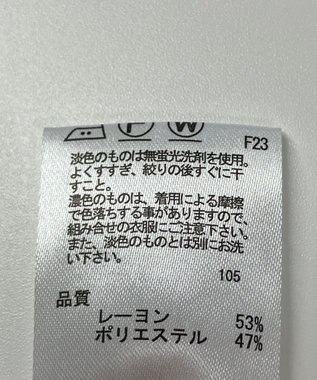 F W
F23
淡色のものは無蛍光洗剤を使用。
よくすすぎ、絞りの後すぐに干
すこと。
濃色のものは、着用による摩擦
で色落ちする事がありますので、
組み合せの衣服にご注意下さい。
また、淡色のものとは別にお洗
い下さい。
105
品質
レーヨン 53%
ポリエステル 47%